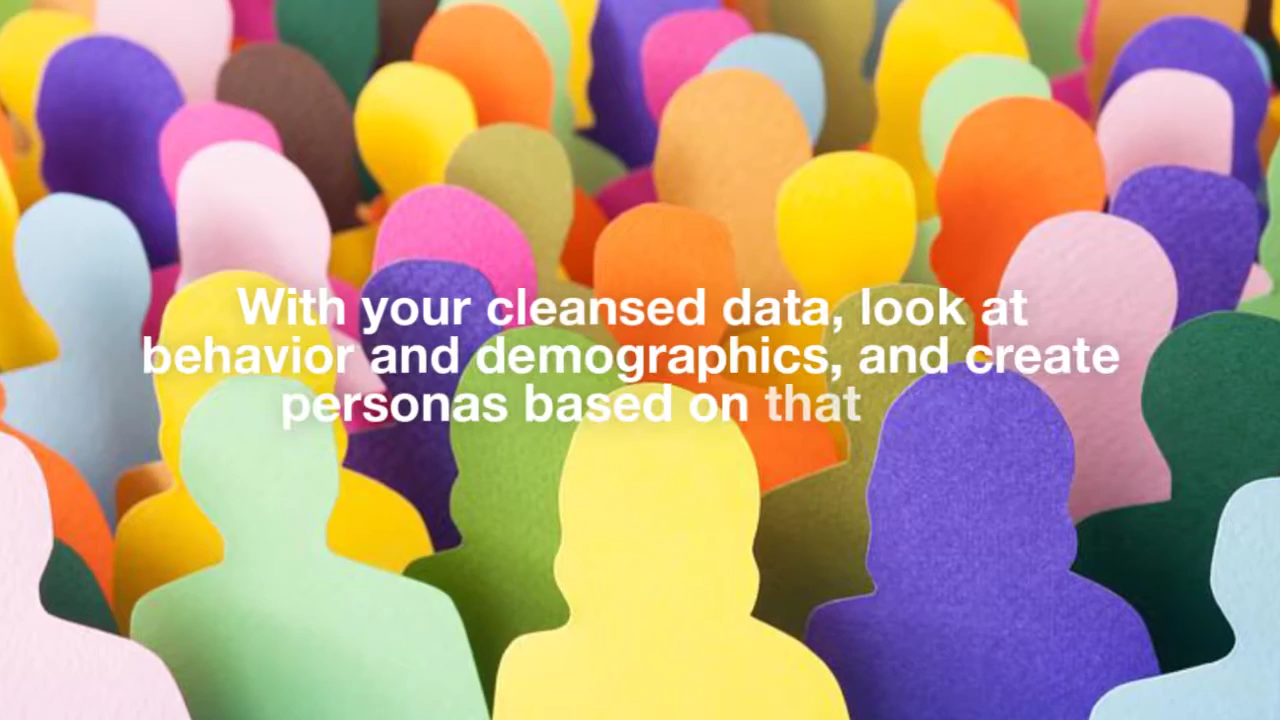 With your cleansed data, look at
behavior and demographics, and create
personas based on that